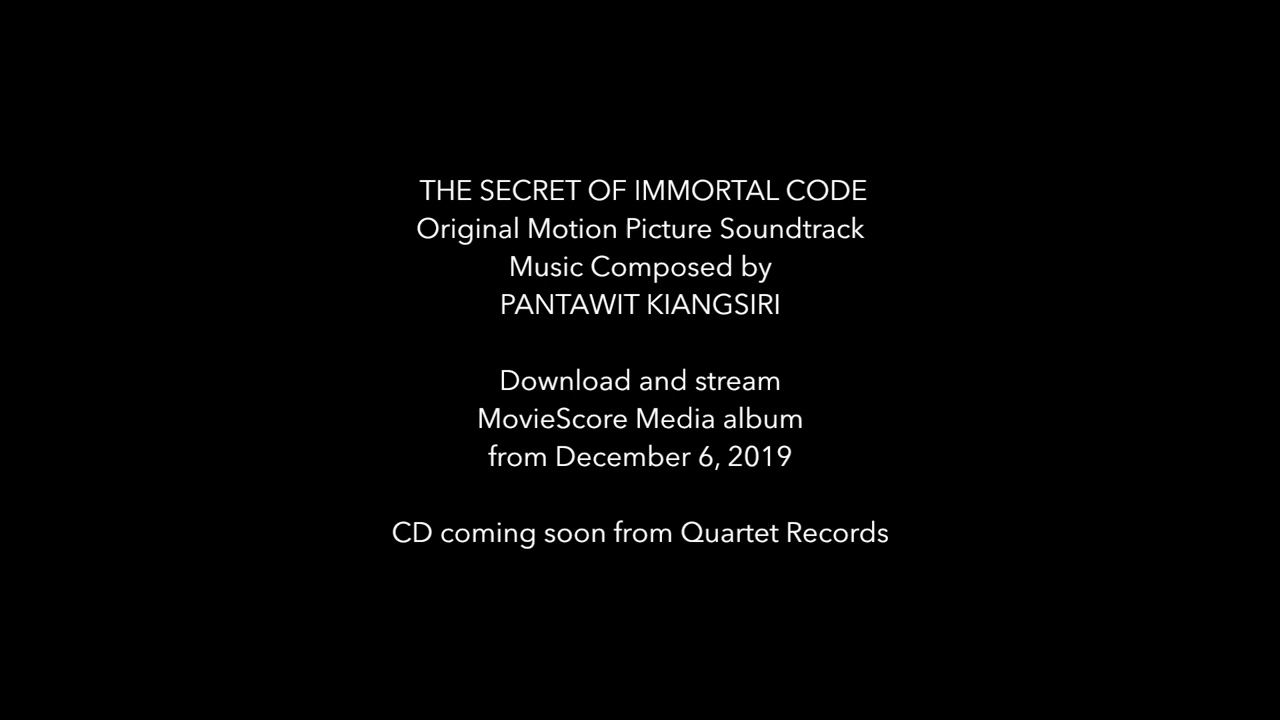 THE SECRET OF IMMORTAL CODE
Original Motion Picture Soundtrack
Music Composed by
PANTAWIT KIANGSIRI
Download and stream
MovieScore Media album
from December 6, 2019
CD coming soon from Quartet Records